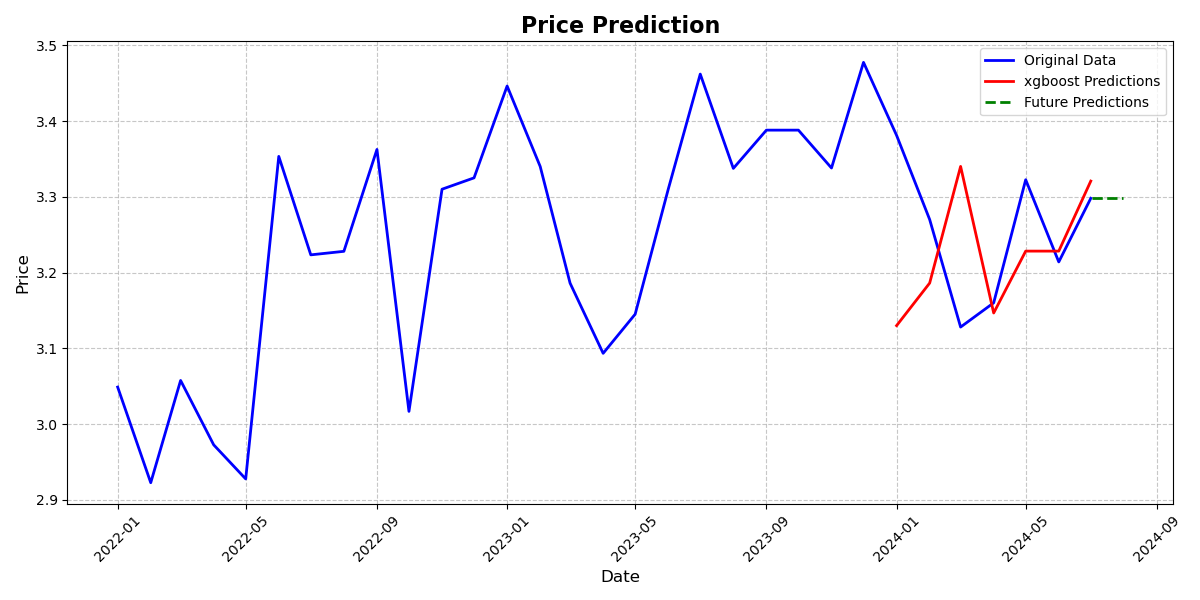 Price Prediction
3.5
3.4
3.3
3.2
3.1
3.0
2.9
Price
Original Data
xgboost Predictions
Future Predictions
2022-01
2022-05
2022-09
2023-01
2023-05
2023-09
2024-01
2024-05
2024-09
Date